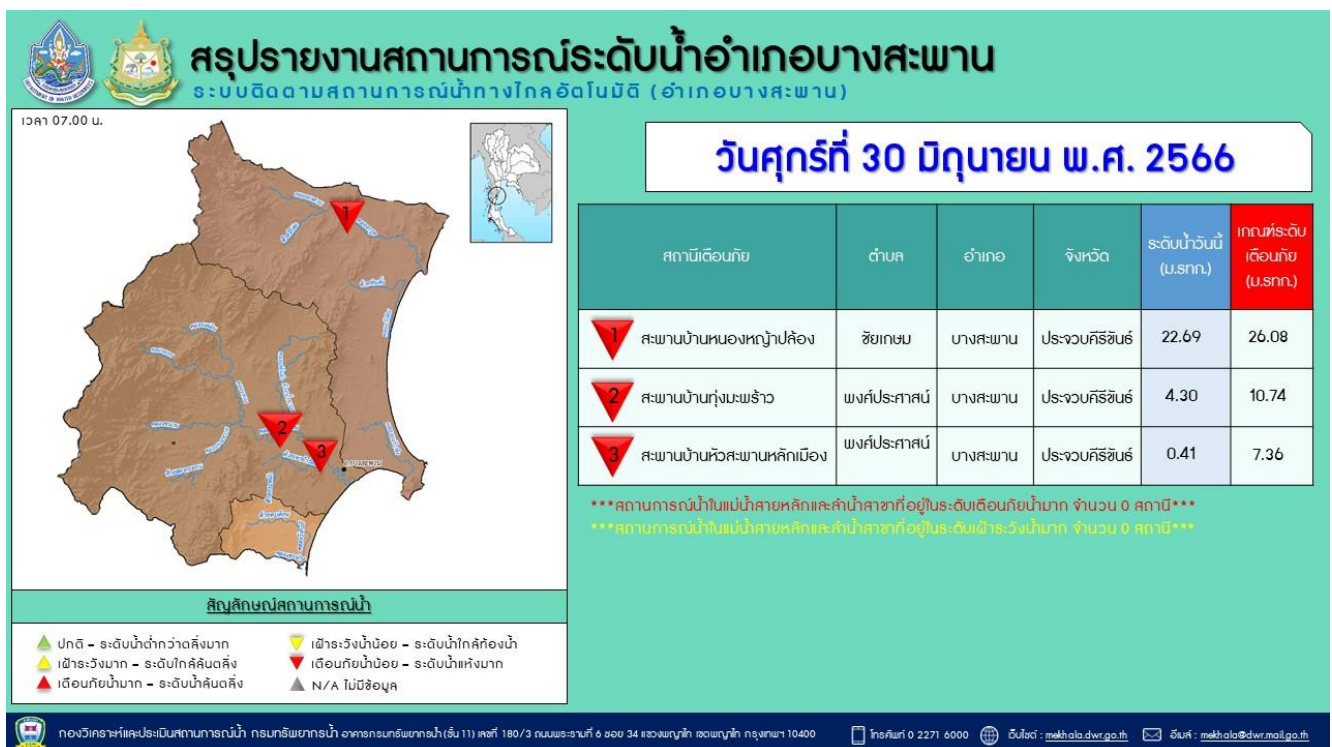 สรุปรายงานสถานการณ์ระดับน้ำอำเภอบางสะพาน
ระบบติดตามสถานการณ์น้ำทางไกลอัตโนมัติ (อำเภอบางสะพาน)
เวลา 07.00 น.
วันศุกร์ที่ 30 มิถุนายน พ.ศ. 2566
สถานีเตือนภัย ตำบล อำเภอ จังหวัด ระดับน้ำวันนี้ (ม.รทก.) เกณฑ์ระดับเตือนภัย (ม.รทก.)
1 สะพานบ้านหนองหญ้าปล้อง ชัยเกษม บางสะพาน ประจวบคีรีขันธ์ 22.69 26.08
2 สะพานบ้านทุ่งมะพร้าว พงศ์ประศาสน์ บางสะพาน ประจวบคีรีขันธ์ 4.30 10.74
3 สะพานบ้านหัวสะพานหลักเมือง พงศ์ประศาสน์ บางสะพาน ประจวบคีรีขันธ์ 0.41 7.36
***สถานการณ์น้ำในแม่น้ำสายหลักและลำน้ำสาขาที่อยู่ในระดับเตือนภัยน้ำมาก จำนวน 0 สถานี***
***สถานการณ์น้ำในแม่น้ำสายหลักและลำน้ำสาขาที่อยู่ในระดับเฝ้าระวังน้ำมาก จำนวน 0 สถานี***
1
2
3
สัญลักษณ์สถานการณ์น้ำ
ปกติ - ระดับน้ำต่ำกว่าตลิ่งมาก
เฝ้าระวังมาก - ระดับใกล้ล้นตลิ่ง
เตือนภัยน้ำมาก - ระดับน้ำล้นตลิ่ง
เฝ้าระวังน้ำน้อย - ระดับน้ำใกล้ท้องน้ำ
เตือนภัยน้ำน้อย - ระดับน้ำแห้งมาก
N/A ไม่มีข้อมูล
กองวิเคราะห์และประเมินสถานการณ์น้ำ กรมทรัพยากรน้ำ อาคารกรมทรัพยากรน้ำ (ชั้น 11) เลขที่ 180/3 ถนนพระรามที่ 6 ซอย 34 แขวงพญาไท เขตพญาไท กรุงเทพฯ 10400
โทรศัพท์ 0 2271 6000
เว็บไซต์ : mekhala.dwr.go.th
อีเมล์ : mekhala@dwr.mail.go.th